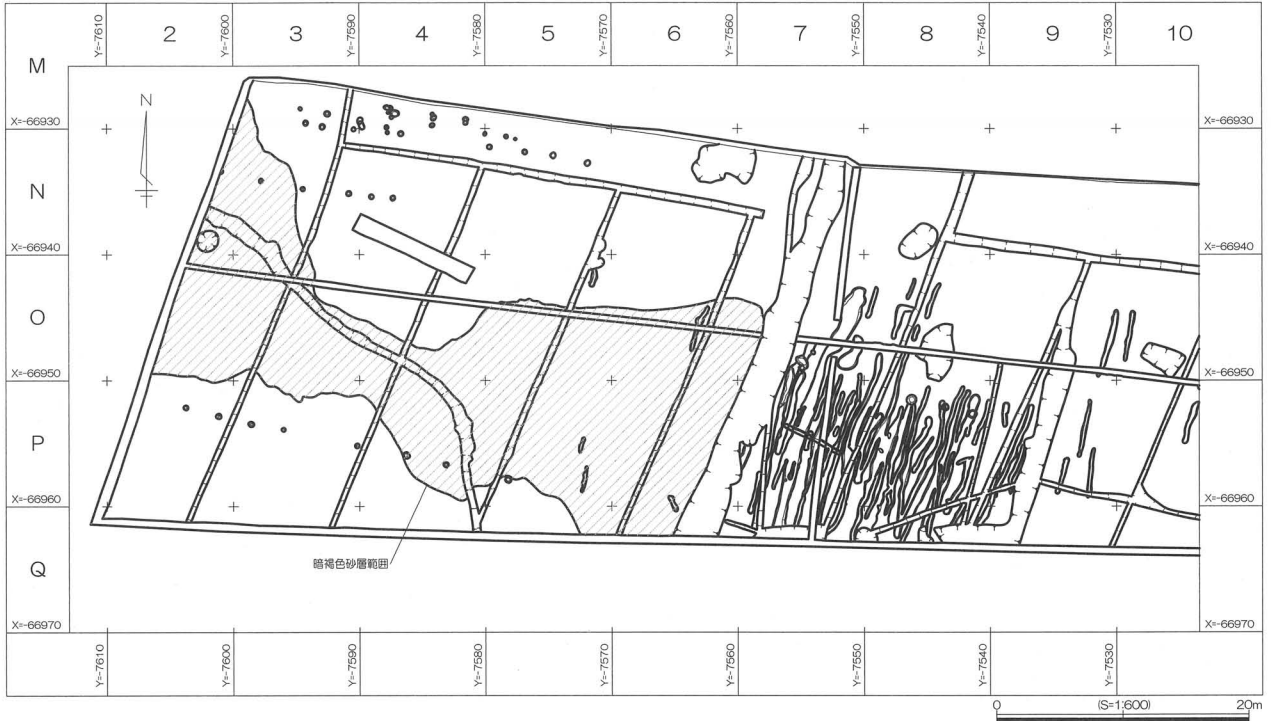 Y=-7610
2
Y=-7600
3
Y=-7590
4
Y=-7580
5
Y=-7570
6
Y=-7560
7
Y=-7550
8
Y=-7540
9
Y=-7530
10
M
N
X=-66930
X=-66930
N
X=-66940
X=-66940
O
X=-66950
X=-66950
P
X=-66960
X=-66960
暗褐色砂層範囲
Q
X=-66970
X=-66970
Y=-7610
Y=-7600
Y=-7590
Y=-7580
Y=-7570
Y=-7560
Y=-7550
Y=-7540
Y=-7530
0
(S=1:600)
20m